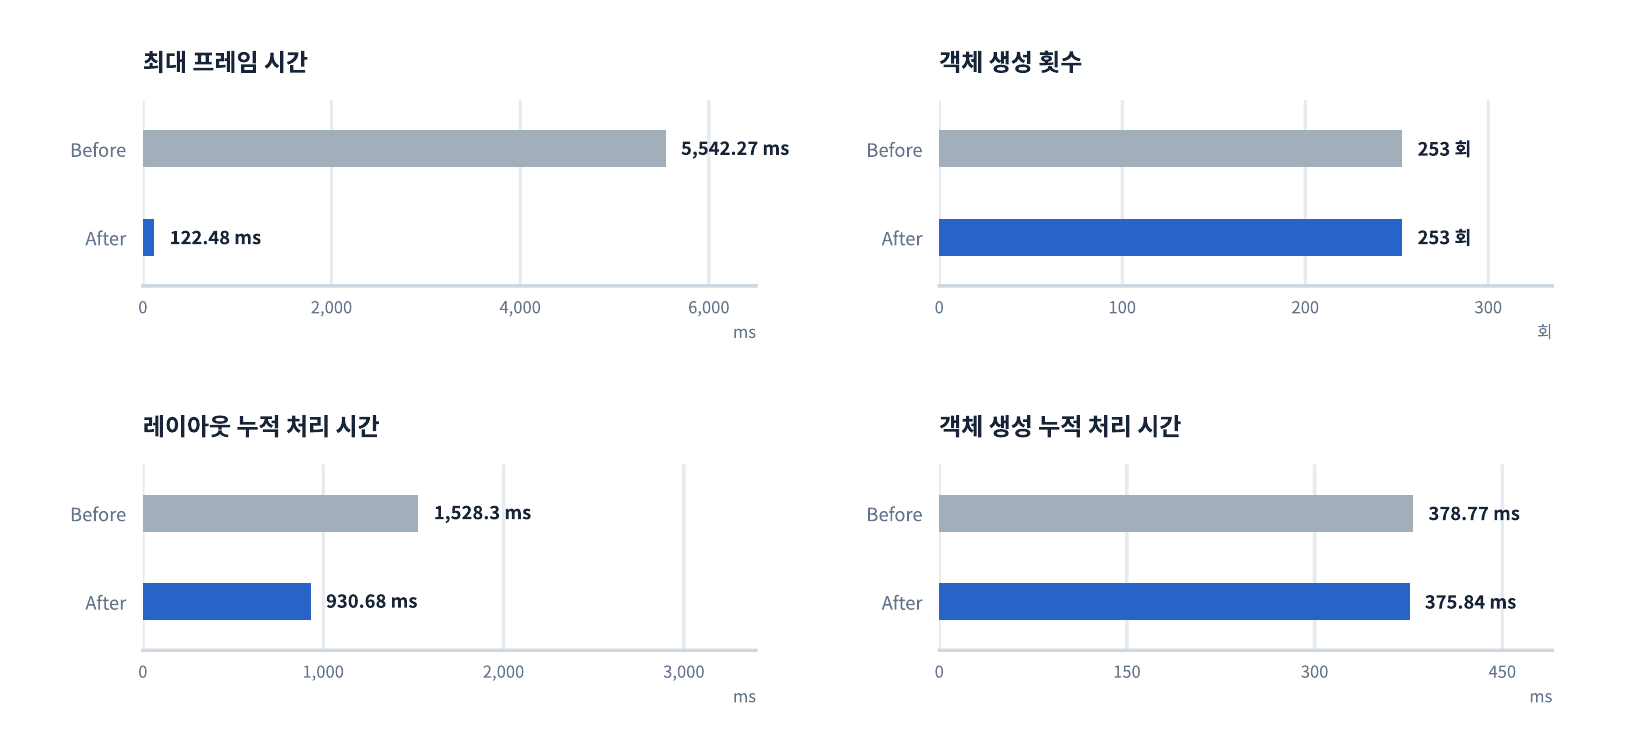 최대 프레임 시간
Before
5,542.27 ms
After
122.48 ms
0 2,000 4,000 6,000
ms
객체 생성 횟수
Before
253 회
After
253 회
0 100 200 300
회
레이아웃 누적 처리 시간
Before
1,528.3 ms
After
930.68 ms
0 1,000 2,000 3,000
ms
객체 생성 누적 처리 시간
Before
378.77 ms
After
375.84 ms
0 150 300 450
ms